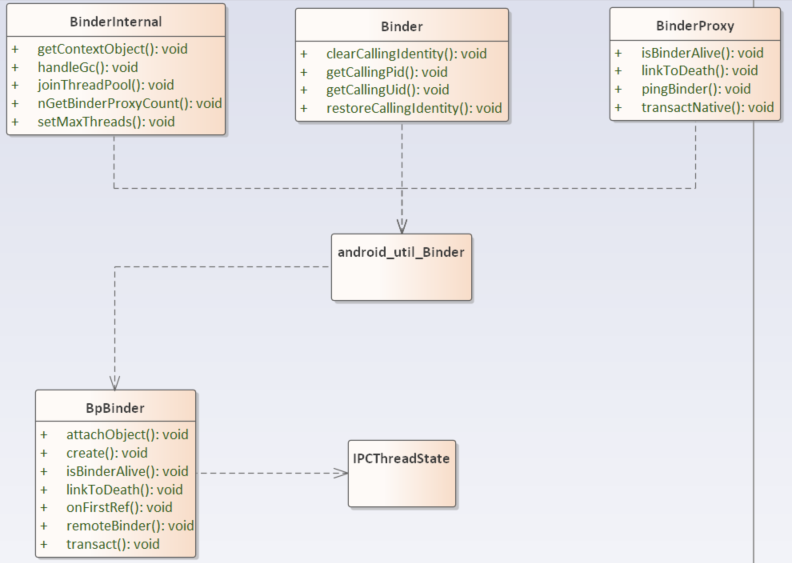 BinderInternal
+ getContextObject(): void
+ handleGc(): void
+ joinThreadPool(): void
+ nGetBinderProxyCount(): void
+ setMaxThreads(): void
Binder
+ clearCallingIdentity(): void
+ getCallingPid(): void
+ getCallingUid(): void
+ restoreCallingIdentity(): void
BinderProxy
+ isBinderAlive(): void
+ linkToDeath(): void
+ pingBinder(): void
+ transactNative(): void
android_util_Binder
BpBinder
+ attachObject(): void
+ create(): void
+ isBinderAlive(): void
+ linkToDeath(): void
+ onFirstRef(): void
+ remoteBinder(): void
+ transact(): void
IPCThreadState